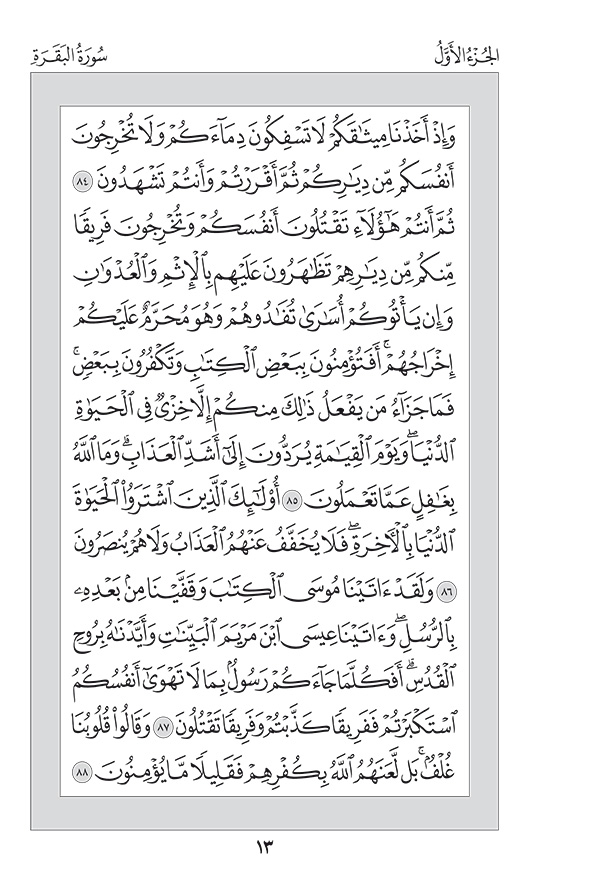 الجُزْءُ الأَوَّلُ
سُورَةُ البَقَرَةِ
وَإِذْ أَخَذْنَا مِيثَٰقَكُمْ لَا تَسْفِكُونَ دِمَآءَكُمْ وَلَا تُخْرِجُونَ
أَنفُسَكُم مِّن دِيَٰرِكُمْ ثُمَّ أَقْرَرْتُمْ وَأَنتُمْ تَشْهَدُونَ ٨٤
ثُمَّ أَنتُمْ هَٰٓؤُلَآءِ تَقْتُلُونَ أَنفُسَكُمْ وَتُخْرِجُونَ فَرِيقًا
مِّنكُم مِّن دِيَٰرِهِمْ تَظَٰهَرُونَ عَلَيْهِم بِٱلْإِثْمِ وَٱلْعُدْوَٰنِ
وَإِن يَأْتُوكُمْ أُسَٰرَىٰ تُفَٰدُوهُمْ وَهُوَ مُحَرَّمٌ عَلَيْكُمْ
إِخْرَاجُهُمْۚ أَفَتُؤْمِنُونَ بِبَعْضِ ٱلْكِتَٰبِ وَتَكْفُرُونَ بِبَعْضٍۚ
فَمَا جَزَآءُ مَن يَفْعَلُ ذَٰلِكَ مِنكُمْ إِلَّا خِزْىٌ فِى ٱلْحَيَوٰةِ
ٱلدُّنْيَاۖ وَيَوْمَ ٱلْقِيَٰمَةِ يُرَدُّونَ إِلَىٰٓ أَشَدِّ ٱلْعَذَابِۗ وَمَا ٱللَّهُ
بِغَٰفِلٍ عَمَّا تَعْمَلُونَ ٨٥ أُو۟لَٰٓئِكَ ٱلَّذِينَ ٱشْتَرَوُا۟ ٱلْحَيَوٰةَ
ٱلدُّنْيَا بِٱلْءَاخِرَةِۖ فَلَا يُخَفَّفُ عَنْهُمُ ٱلْعَذَابُ وَلَا هُمْ يُنصَرُونَ
٨٦ وَلَقَدْ ءَاتَيْنَا مُوسَى ٱلْكِتَٰبَ وَقَفَّيْنَا مِنۢ بَعْدِهِۦ
بِٱلرُّسُلِۖ وَءَاتَيْنَا عِيسَى ٱبْنَ مَرْيَمَ ٱلْبَيِّنَٰتِ وَأَيَّدْنَٰهُ بِرُوحِ
ٱلْقُدُسِۗ أَفَكُلَّمَا جَآءَكُمْ رَسُولٌۢ بِمَا لَا تَهْوَىٰٓ أَنفُسُكُمُ
ٱسْتَكْبَرْتُمْ فَفَرِيقًا كَذَّبْتُمْ وَفَرِيقًا تَقْتُلُونَ ٨٧ وَقَالُوا۟ قُلُوبُنَا
غُلْفٌۢۚ بَل لَّعَنَهُمُ ٱللَّهُ بِكُفْرِهِمْ فَقَلِيلًا مَّا يُؤْمِنُونَ ٨٨
١٣